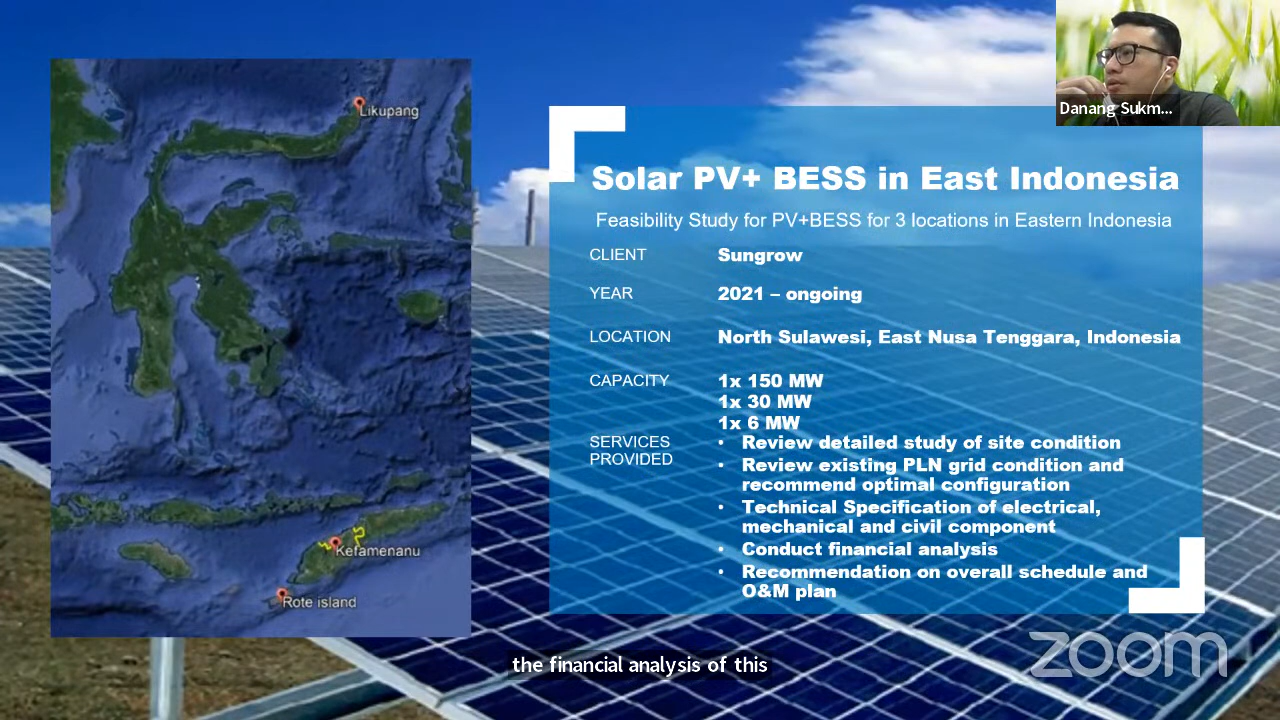 Danang Sukm...
Likupang
Kefamenanu
Rote island
Solar PV+ BESS in East Indonesia
Feasibility Study for PV+BESS for 3 locations in Eastern Indonesia
CLIENT Sungrow
YEAR 2021 – ongoing
LOCATION North Sulawesi, East Nusa Tenggara, Indonesia
CAPACITY 1x 150 MW
1x 30 MW
1x 6 MW
SERVICES
PROVIDED
• Review detailed study of site condition
• Review existing PLN grid condition and
recommend optimal configuration
• Technical Specification of electrical,
mechanical and civil component
• Conduct financial analysis
• Recommendation on overall schedule and
O&M plan
the financial analysis of this
zoom